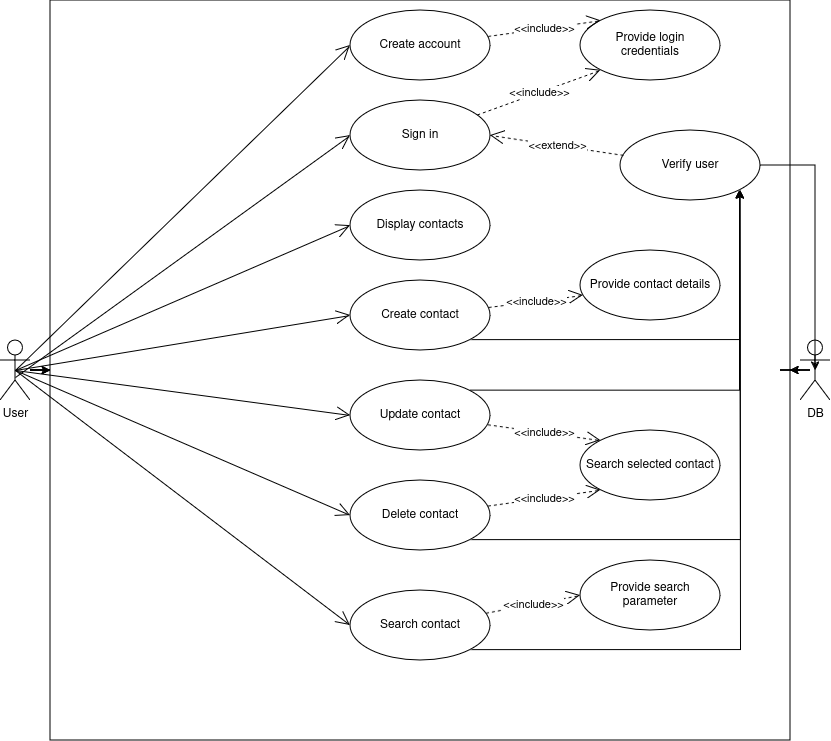 Create account
<<include>>
Provide login
credentials
<<include>>
Sign in
<<extend>>
Verify user
Display contacts
Create contact
<<include>>
Provide contact details
User
DB
Update contact
<<include>>
Search selected contact
<<include>>
Delete contact
Provide search
parameter
<<include>>
Search contact